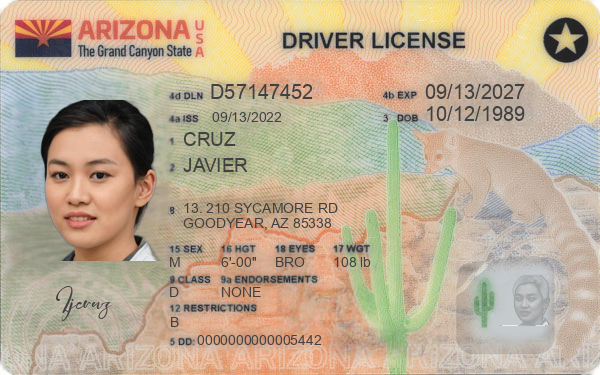 ARIZONA USA
The Grand Canyon State
DRIVER LICENSE
4d DLN D57147452
4b EXP 09/13/2027
4a ISS 09/13/2022
3 DOB 10/12/1989
1 CRUZ
2 JAVIER
8 13. 210 SYCAMORE RD
GOODYEAR, AZ 85338
15 SEX 16 HGT 18 EYES 17 WGT
M 6'-00" BRO 108 lb
9 CLASS 9a ENDORSEMENTS
D NONE
12 RESTRICTIONS
B
5 DD: 0000000000005442
ARIZONA ARIZONA ARIZONA ARIZONA